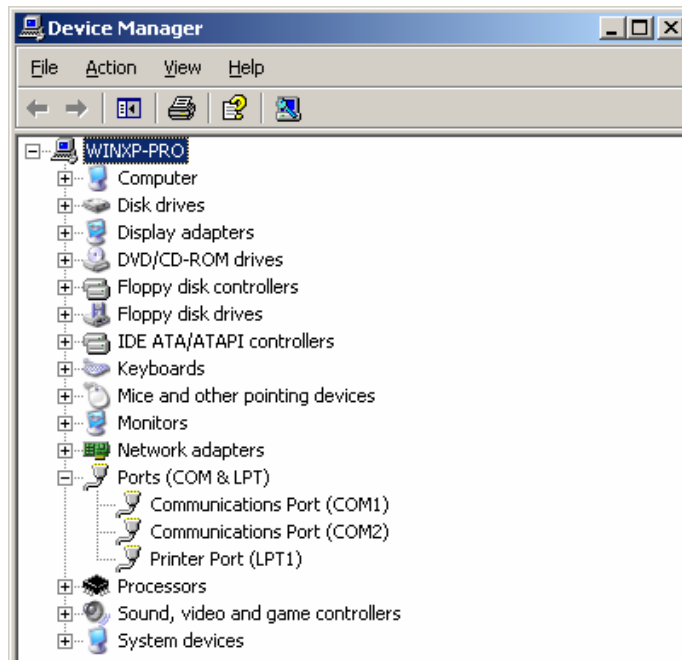 Device Manager
File Action View Help
WINXP-PRO
Computer
Disk drives
Display adapters
DVD/CD-ROM drives
Floppy disk controllers
Floppy disk drives
IDE ATA/ATAPI controllers
Keyboards
Mice and other pointing devices
Monitors
Network adapters
Ports (COM & LPT)
Communications Port (COM1)
Communications Port (COM2)
Printer Port (LPT1)
Processors
Sound, video and game controllers
System devices